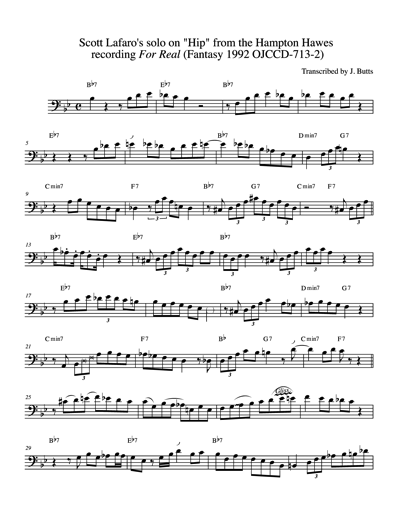 Scott Lafaro's solo on "Hip" from the Hampton Hawes
recording For Real (Fantasy 1992 OJCCD-713-2)
Transcribed by J. Butts
B♭7
5 E♭7 B♭7 D min7 G7
9 C min7 F7 B♭7 G7 C min7 F7
3 3 3
13 B♭7
3 3
17 E♭7 B♭7 D min7 G7
3
21 C min7 F7 B♭7 G7 C min7 F7
3 3 3
25 B♭7
3
29 E♭7 B♭7 D min7 G7
3 3 3